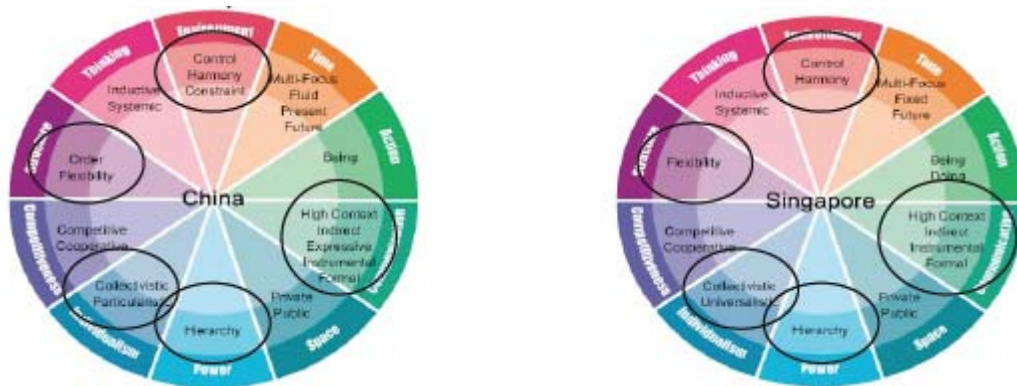 Environment
Control
Harmony
Constraint
Time
Multi-Focus
Fluid
Present
Future
Action
Being
High Context
Indirect
Expressive
Instrumental
Formal
Space
Private
Public
Power
Hierarchy
Individualism
Collectivistic
Particularistic
Competitiveness
Competitive
Cooperative
Order
Flexibility
Thinking
Inductive
Systemic
China
Environment
Control
Harmony
Time
Multi-Focus
Fixed
Future
Action
Being
Doing
Communication
High Context
Indirect
Instrumental
Formal
Space
Private
Public
Power
Hierarchy
Individualism
Collectivistic
Universalistic
Competitiveness
Competitive
Cooperative
Structure
Flexibility
Thinking
Inductive
Systemic
Singapore